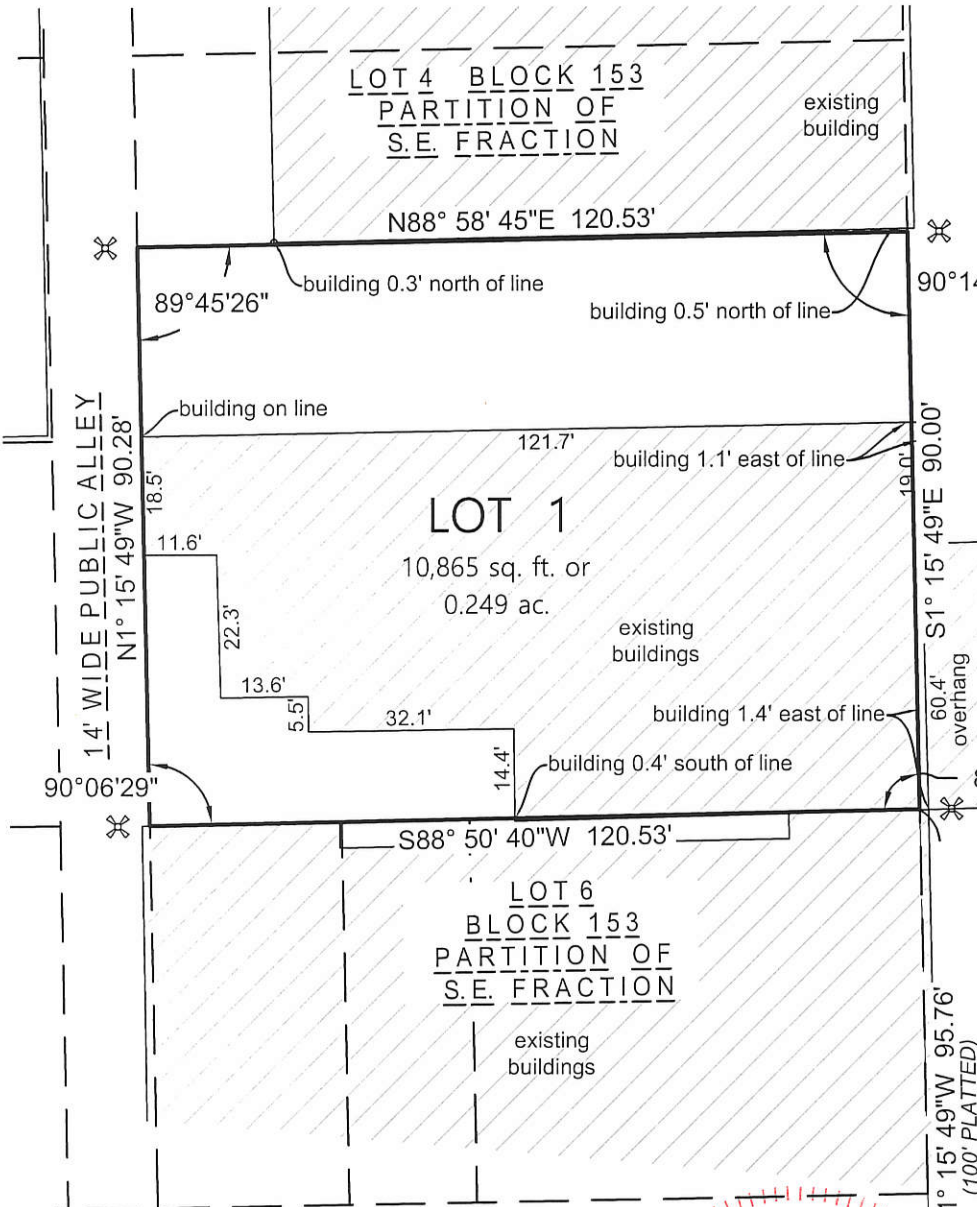 LOT 4 BLOCK 153
PARTITION OF
S.E. FRACTION
existing
building
N88° 58' 45"E 120.53'
building 0.3' north of line
89°45'26"
building 0.5' north of line
building on line
121.7'
building 1.1' east of line
14' WIDE PUBLIC ALLEY
N1° 15' 49"W 90.28'
18.5'
19.0'
S1° 15' 49"E 90.00'
LOT 1
10,865 sq. ft. or
0.249 ac.
11.6'
22.3'
existing
buildings
13.6'
5.5'
32.1'
building 1.4' east of line
60.4'
overhang
14.4'
building 0.4' south of line
90°06'29"
S88° 50' 40"W 120.53'
LOT 6
BLOCK 153
PARTITION OF
S.E. FRACTION
existing
buildings
15' 49"W 95.76'
(100' PLATTED)